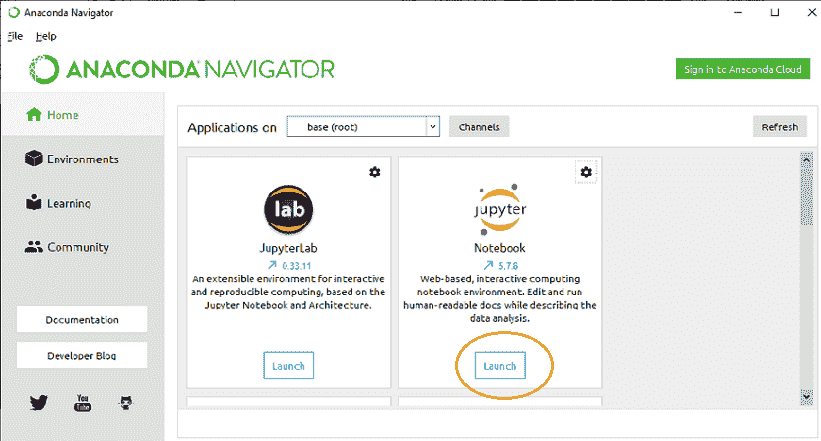 Anaconda Navigator
File Help
ANACONDA NAVIGATOR
Sign in to Anaconda Cloud
Home
Applications on base (root) Channels Refresh
Environments
Learning
Community
Documentation
Developer Blog
You
Tube
lab
JupyterLab
0.33.11
An extensible environment for interactive
and reproducible computing, based on the
Jupyter Notebook and Architecture.
Launch
jupyter
Notebook
5.7.8
Web-based, interactive computing
notebook environment. Edit and run
human-readable docs while describing the
data analysis.
Launch